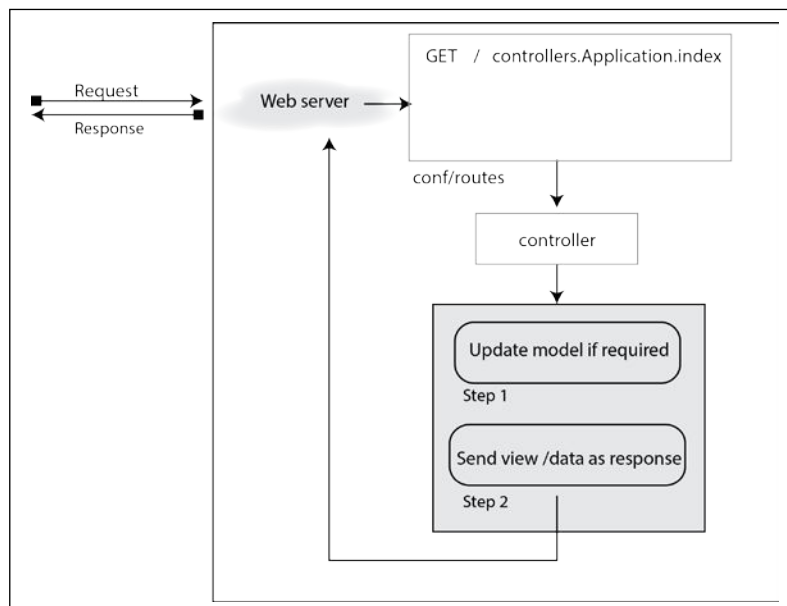 GET / controllers.Application.index
Request
Web server
Response
conf/routes
controller
Update model if required
Step 1
Send view /data as response
Step 2